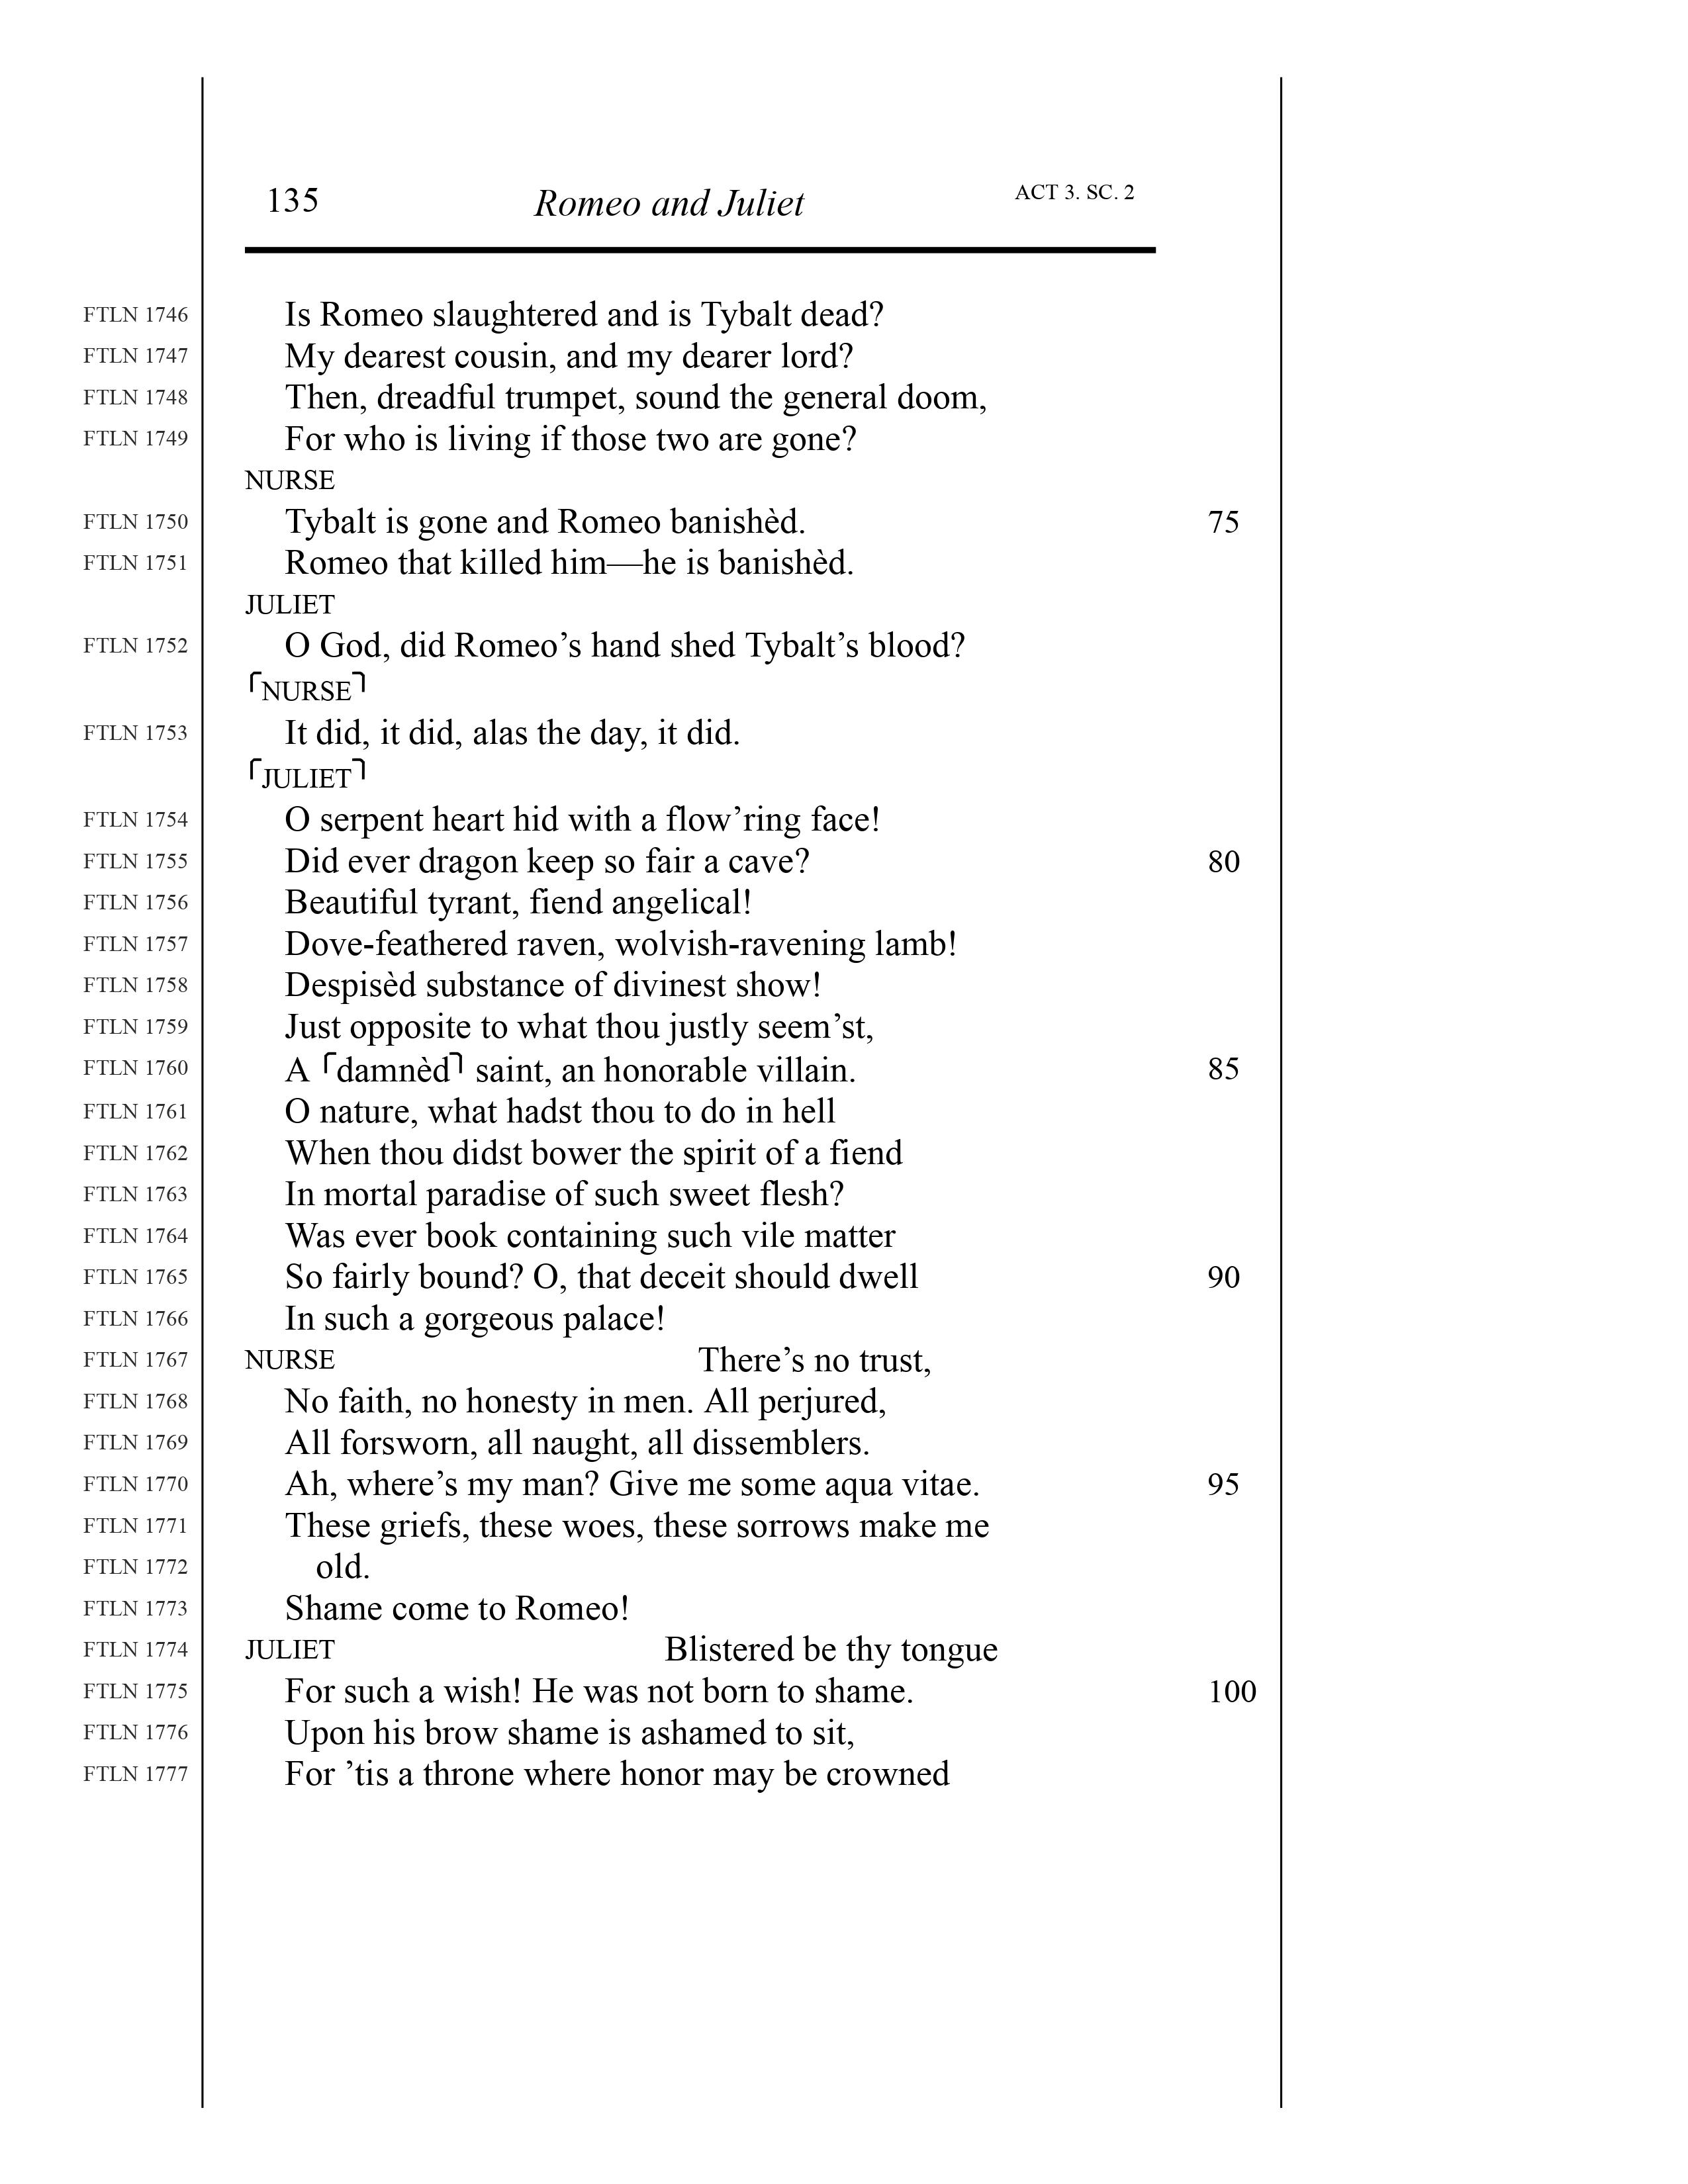 135 Romeo and Juliet ACT 3. SC. 2
FTLN 1746 Is Romeo slaughtered and is Tybalt dead?
FTLN 1747 My dearest cousin, and my dearer lord?
FTLN 1748 Then, dreadful trumpet, sound the general doom,
FTLN 1749 For who is living if those two are gone?
NURSE
FTLN 1750 Tybalt is gone and Romeo banishèd. 75
FTLN 1751 Romeo that killed him—he is banishèd.
JULIET
FTLN 1752 O God, did Romeo’s hand shed Tybalt’s blood?
⌜NURSE⌝
FTLN 1753 It did, it did, alas the day, it did.
⌜JULIET⌝
FTLN 1754 O serpent heart hid with a flow’ring face!
FTLN 1755 Did ever dragon keep so fair a cave? 80
FTLN 1756 Beautiful tyrant, fiend angelical!
FTLN 1757 Dove-feathered raven, wolvish-ravening lamb!
FTLN 1758 Despisèd substance of divinest show!
FTLN 1759 Just opposite to what thou justly seem’st,
FTLN 1760 A ⌜damnèd⌝ saint, an honorable villain. 85
FTLN 1761 O nature, what hadst thou to do in hell
FTLN 1762 When thou didst bower the spirit of a fiend
FTLN 1763 In mortal paradise of such sweet flesh?
FTLN 1764 Was ever book containing such vile matter
FTLN 1765 So fairly bound? O, that deceit should dwell 90
FTLN 1766 In such a gorgeous palace!
FTLN 1767 NURSE There’s no trust,
FTLN 1768 No faith, no honesty in men. All perjured,
FTLN 1769 All forsworn, all naught, all dissemblers.
FTLN 1770 Ah, where’s my man? Give me some aqua vitae. 95
FTLN 1771 These griefs, these woes, these sorrows make me
FTLN 1772 old.
FTLN 1773 Shame come to Romeo!
FTLN 1774 JULIET Blistered be thy tongue
FTLN 1775 For such a wish! He was not born to shame. 100
FTLN 1776 Upon his brow shame is ashamed to sit,
FTLN 1777 For ’tis a throne where honor may be crowned